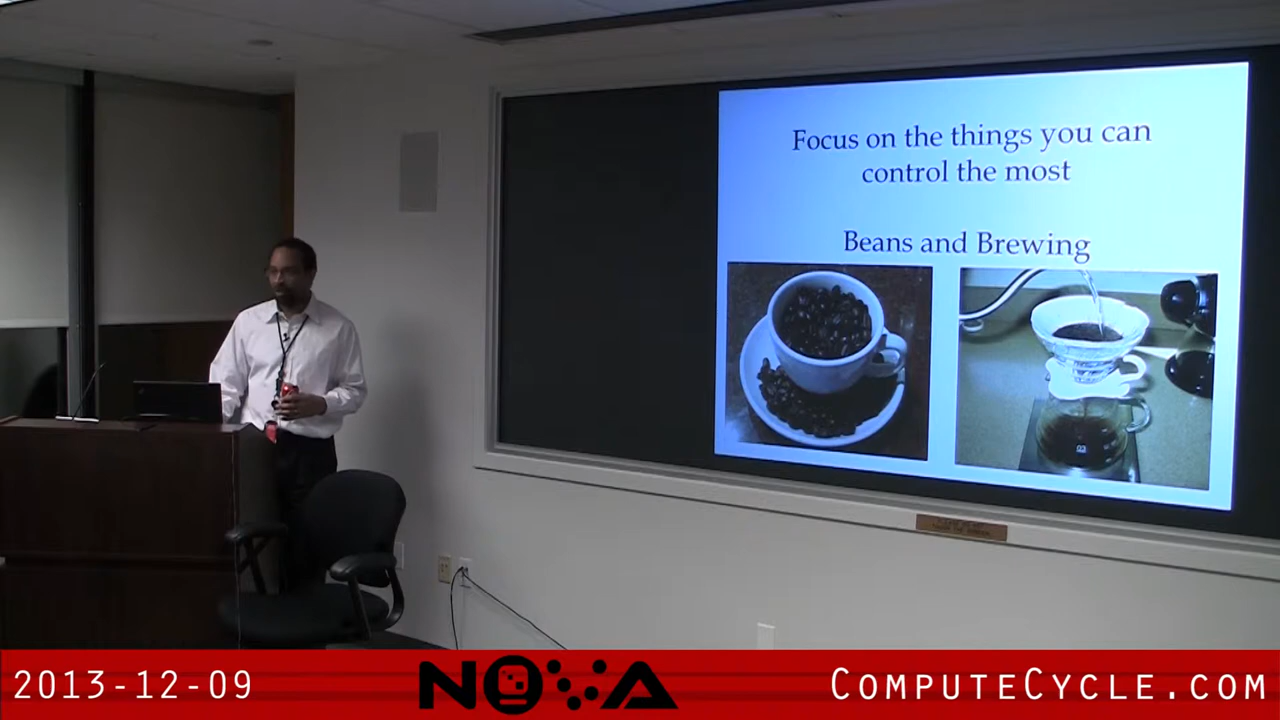 Focus on the things you can
control the most
Beans and Brewing
2013-12-09
NOVA
COMPUTECYCLE.COM